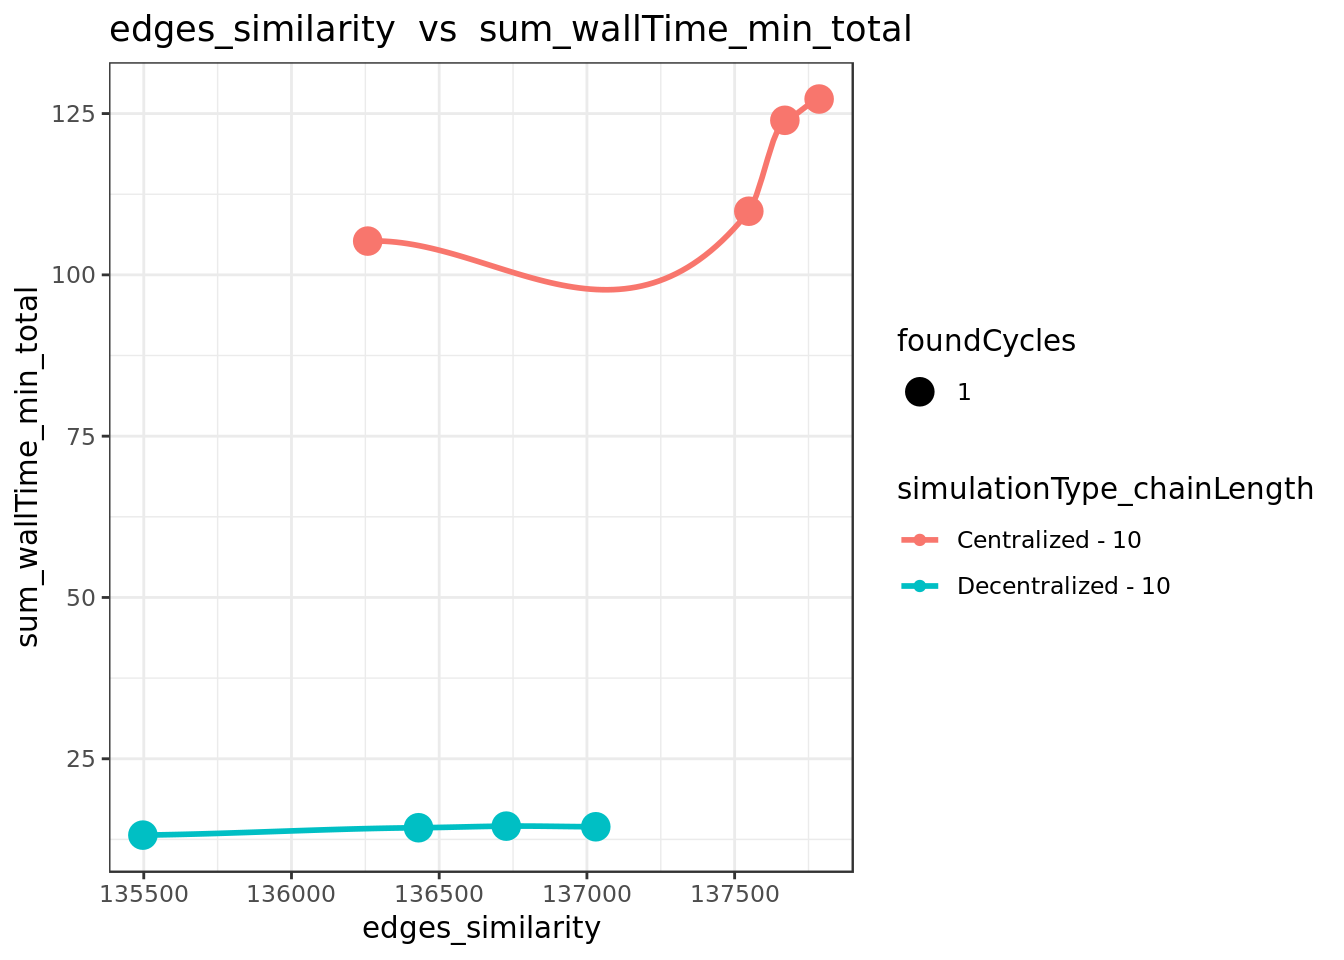 edges_similarity  vs  sum_wallTime_min_total
125
100
75
50
25
sum_wallTime_min_total
135500 136000 136500 137000 137500
edges_similarity
foundCycles
1
simulationType_chainLength
Centralized - 10
Decentralized - 10